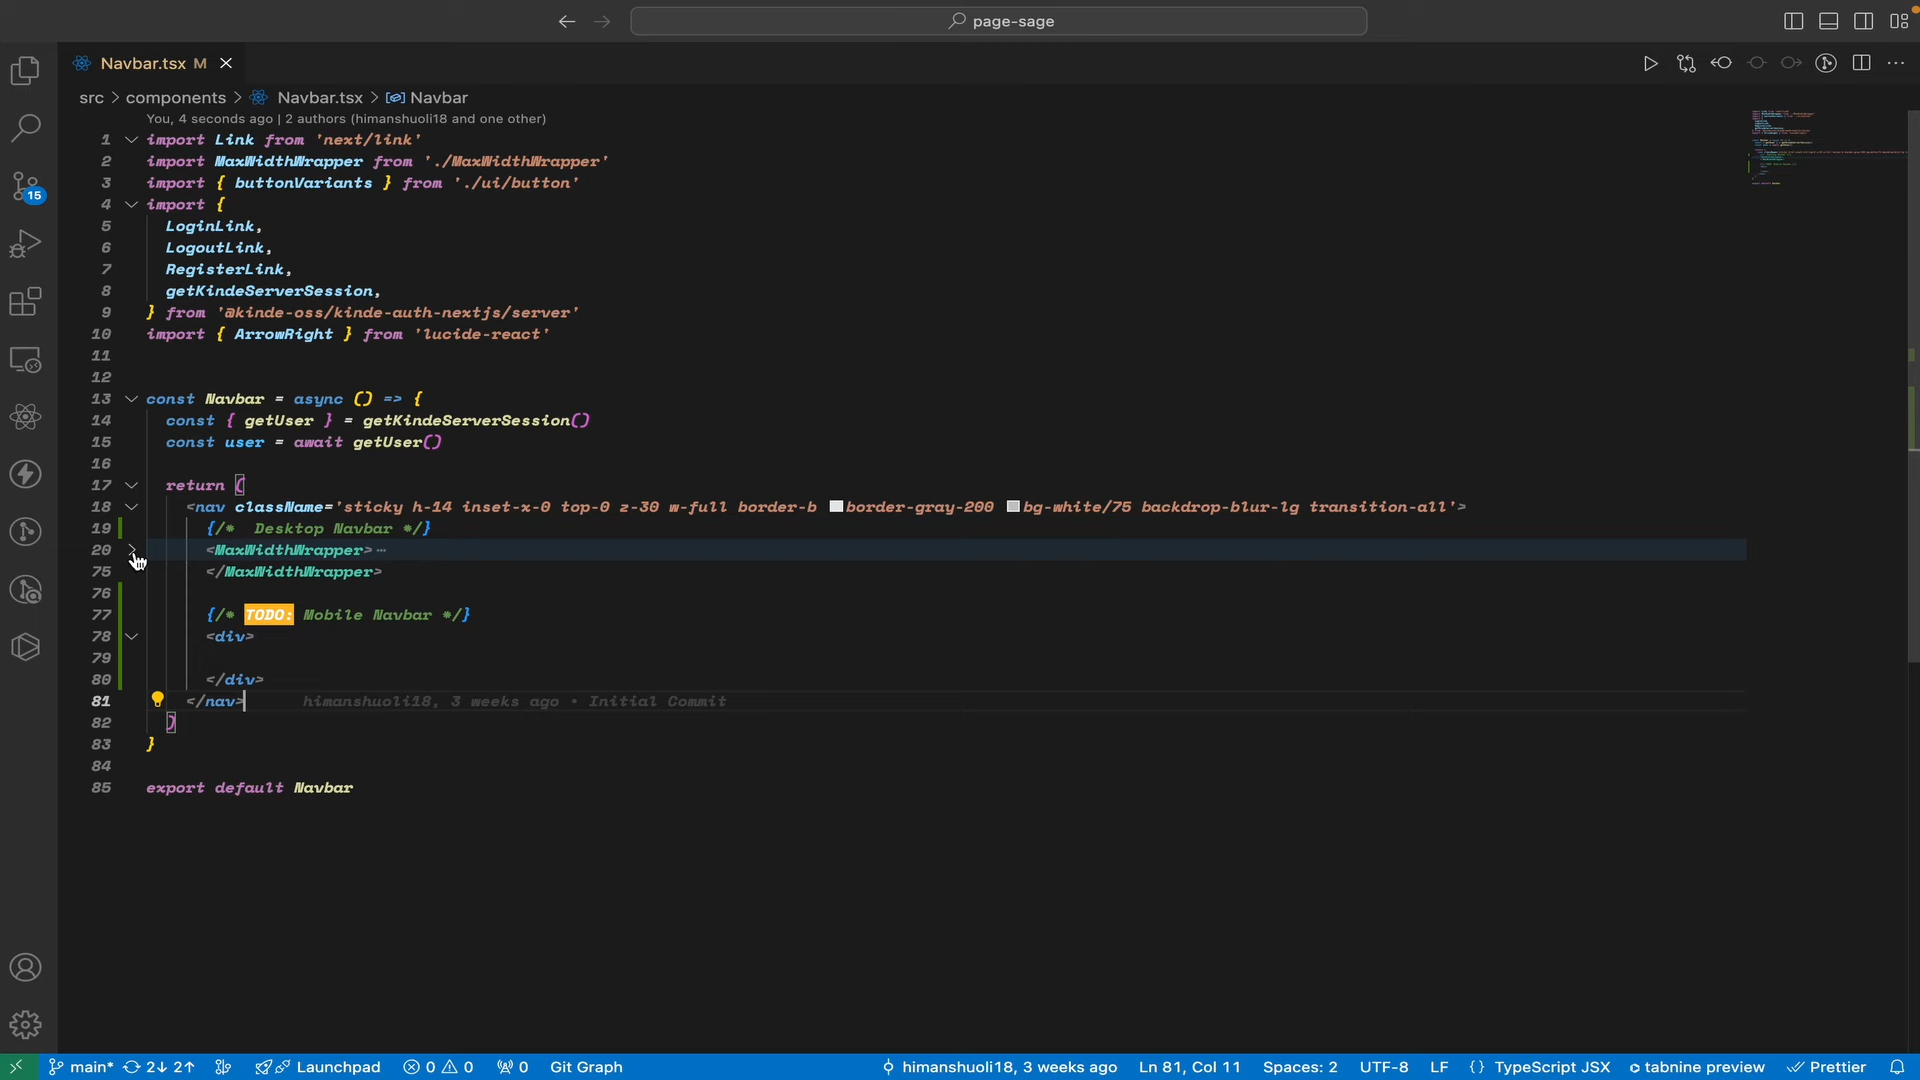 page-sage
Navbar.tsx M
src > components > Navbar.tsx > Navbar
You, 4 seconds ago | 2 authors (himanshuoli18 and one other)
1 import Link from 'next/link'
2 import MaxWidthWrapper from './MaxWidthWrapper'
3 import { buttonVariants } from './ui/button'
4 import {
5 LoginLink,
6 LogoutLink,
7 RegisterLink,
8 getKindeServerSession,
9 } from '@kinde-oss/kinde-auth-nextjs/server'
10 import { ArrowRight } from 'lucide-react'
11
12
13 const Navbar = async () => {
14 const { getUser } = getKindeServerSession()
15 const user = await getUser()
16
17 return (
18 <nav className='sticky h-14 inset-x-0 top-0 z-30 w-full border-b border-gray-200 bg-white/75 backdrop-blur-lg transition-all'>
19 {/* Desktop Navbar */}
20 <MaxWidthWrapper> ⋯
75 </MaxWidthWrapper>
76
77 {/* TODO: Mobile Navbar */}
78 <div>
79
80 </div>
81 </nav> himanshuoli18, 3 weeks ago • Initial Commit
82 )
83 }
84
85 export default Navbar
15
main* 2↓ 2↑ Launchpad 0 0 0 Git Graph himanshuoli18, 3 weeks ago Ln 81, Col 11 Spaces: 2 UTF-8 LF {} TypeScript JSX tabnine preview Prettier